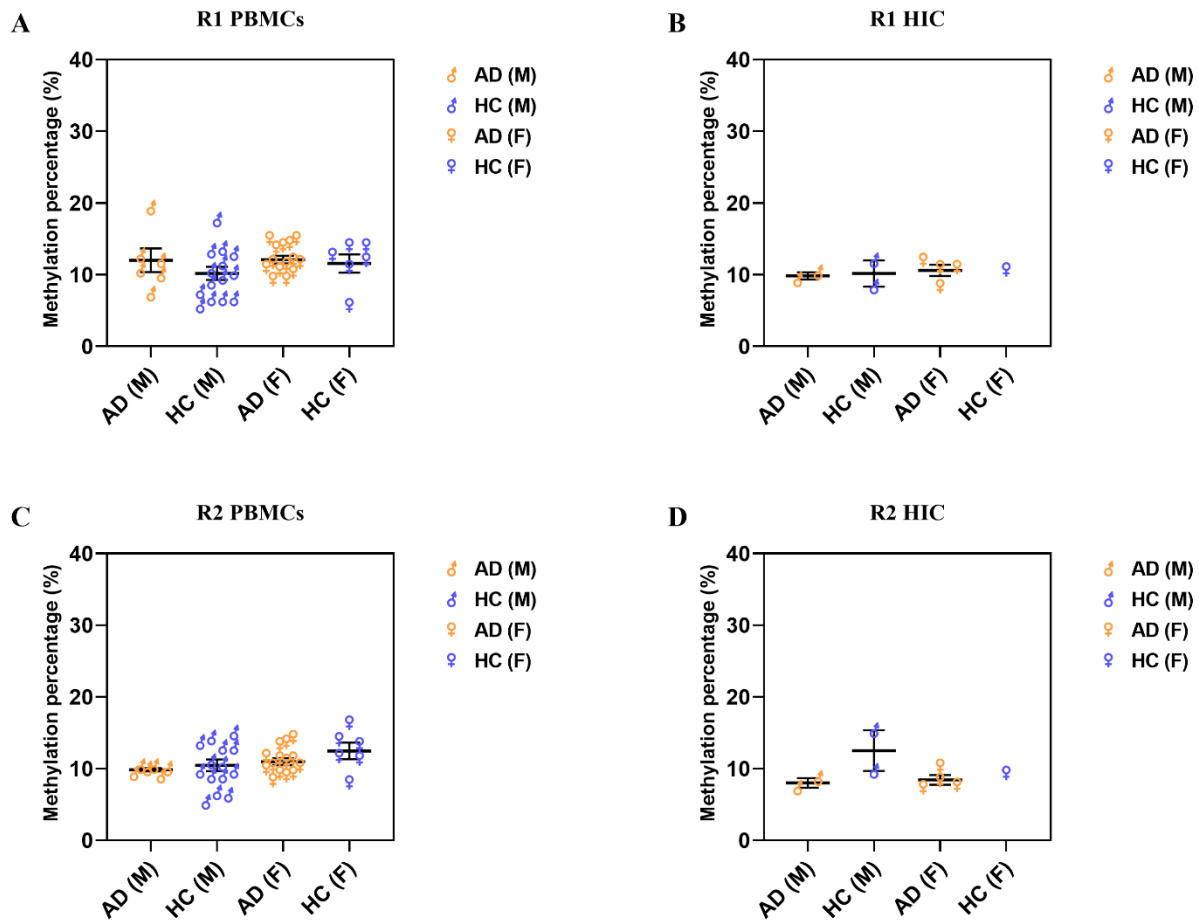 A
R1 PBMCs
Methylation percentage (%)
40
30
20
10
0
AD (M)
HC (M)
AD (F)
HC (F)
AD (M)
HC (M)
AD (F)
HC (F)
B
R1 HIC
Methylation percentage (%)
40
30
20
10
0
AD (M)
HC (M)
AD (F)
HC (F)
AD (M)
HC (M)
AD (F)
HC (F)
C
R2 PBMCs
Methylation percentage (%)
40
30
20
10
0
AD (M)
HC (M)
AD (F)
HC (F)
AD (M)
HC (M)
AD (F)
HC (F)
D
R2 HIC
Methylation percentage (%)
40
30
20
10
0
AD (M)
HC (M)
AD (F)
HC (F)
AD (M)
HC (M)
AD (F)
HC (F)